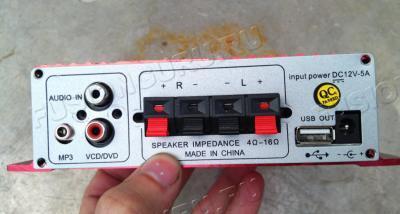 + R - - L +
input power DC12V-5A
AUDIO IN
QC
USB OUT
MP3 VCD/DVD
SPEAKER IMPEDANCE 4Ω-16Ω
MADE IN CHINA
- +